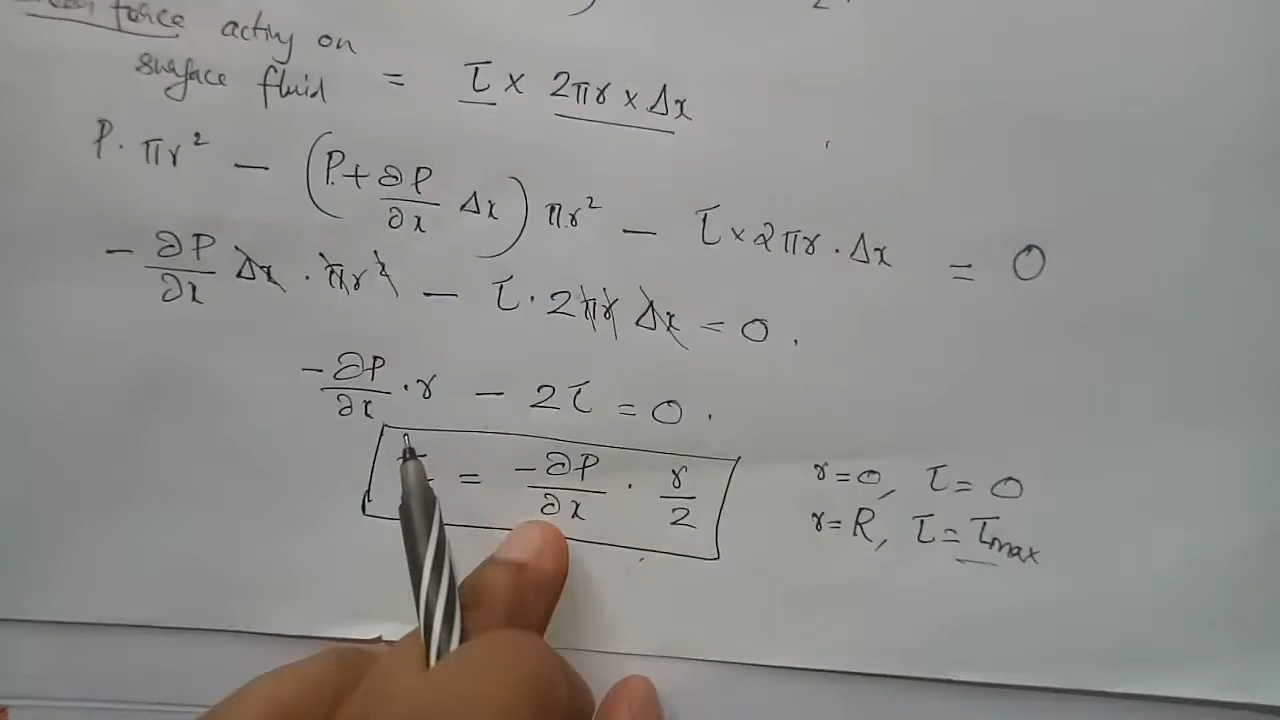 force acting on
surface fluid = τ × 2πr × Δx
P. πr² − (P + ∂P/∂x Δx) πr² − τ × 2πr · Δx = 0
− ∂P/∂x Δx · πr² − τ · 2πr Δx = 0.
−∂P/∂x · r − 2τ = 0.
= −∂P/∂x · r/2
r=0, τ = 0
r=R, τ = τmax